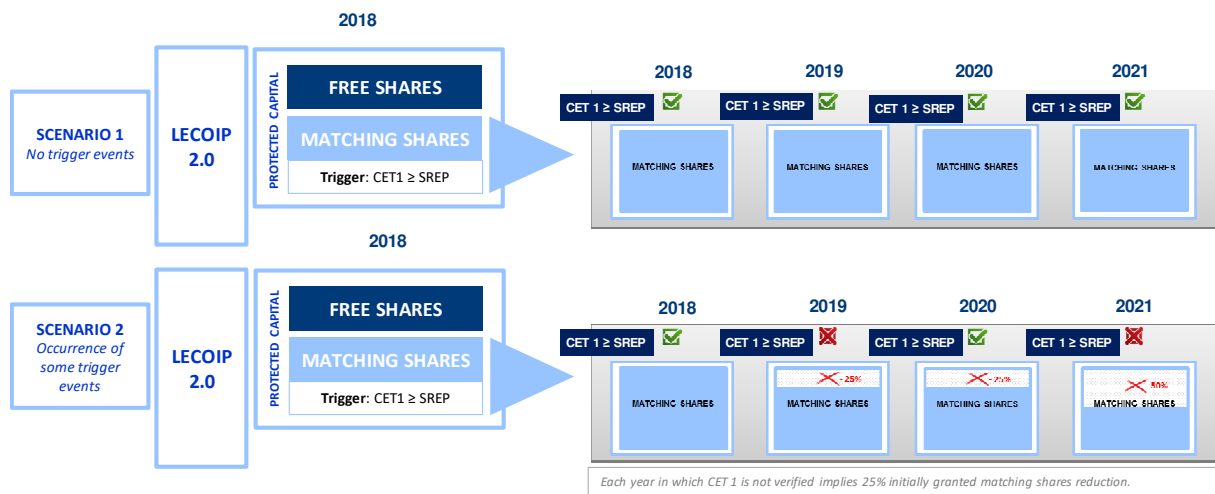 2018
SCENARIO 1
No trigger events
LECOIP
2.0
PROTECTED CAPITAL
FREE SHARES
MATCHING SHARES
Trigger: CET1 ≥ SREP
2018
2019
2020
2021
CET 1 ≥ SREP
CET 1 ≥ SREP
CET 1 ≥ SREP
CET 1 ≥ SREP
MATCHING SHARES
MATCHING SHARES
MATCHING SHARES
MATCHING SHARES
2018
SCENARIO 2
Occurrence of
some trigger
events
LECOIP
2.0
PROTECTED CAPITAL
FREE SHARES
MATCHING SHARES
Trigger: CET1 ≥ SREP
2018
2019
2020
2021
CET 1 ≥ SREP
CET 1 ≥ SREP
CET 1 ≥ SREP
CET 1 ≥ SREP
- 25%
- 25%
50%
MATCHING SHARES
MATCHING SHARES
MATCHING SHARES
MATCHING SHARES
Each year in which CET 1 is not verified implies 25% initially granted matching shares reduction.